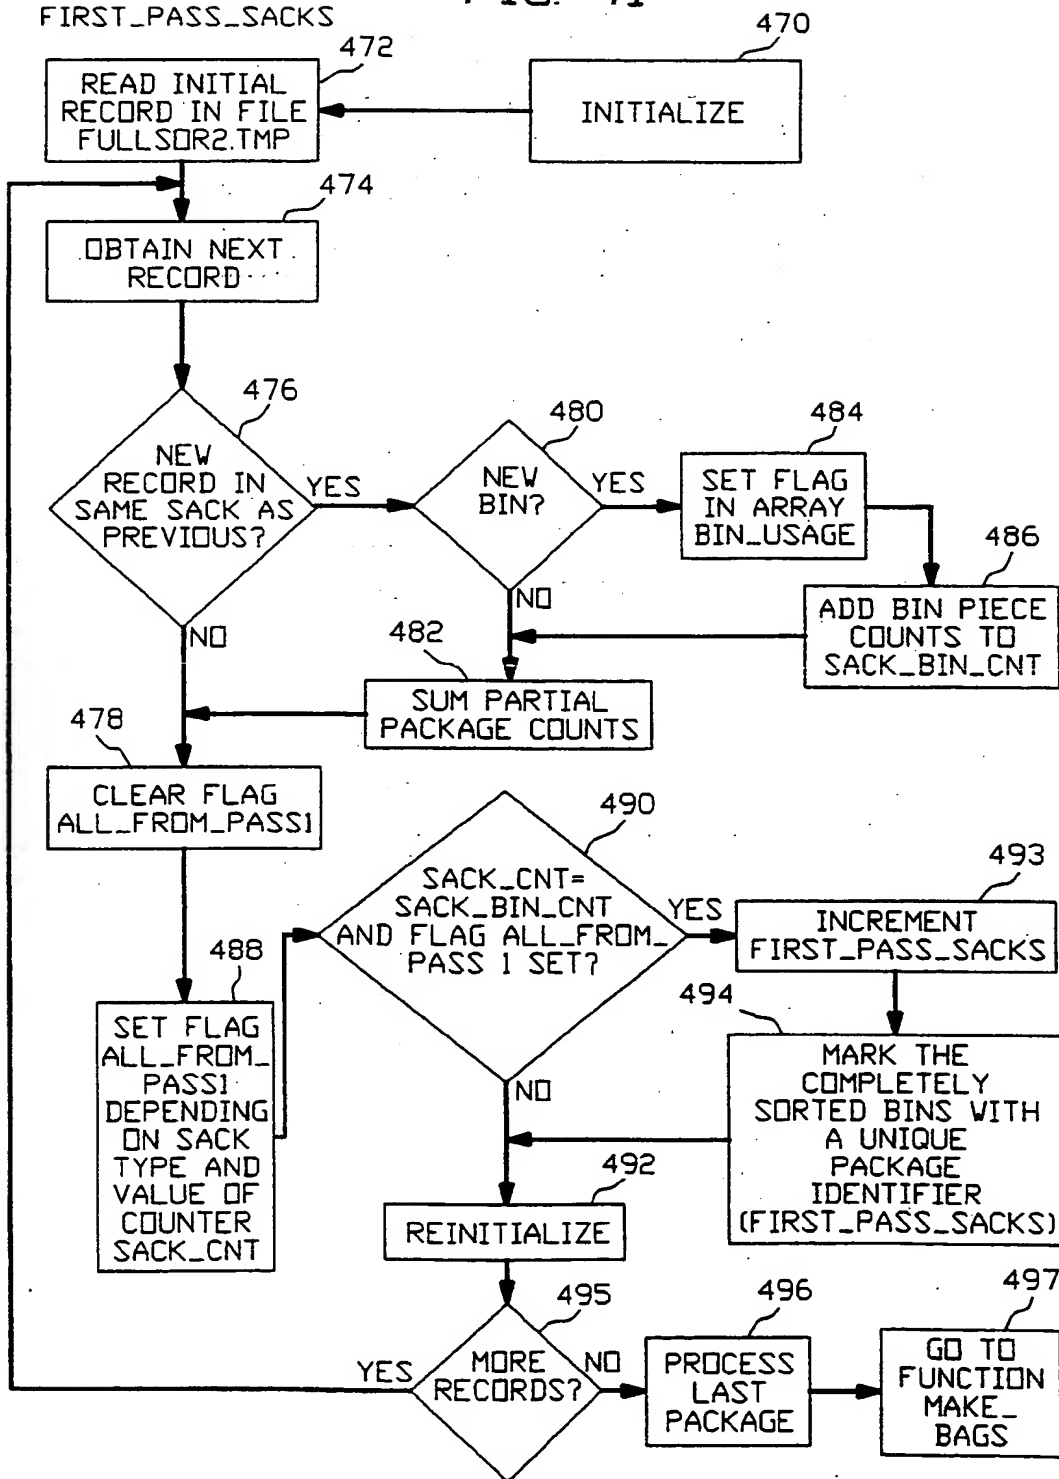 FIRST_PASS_SACKS
472
470
READ INITIAL
RECORD IN FILE
FULLSOR2.TMP
INITIALIZE
474
OBTAIN NEXT
RECORD
476
NEW
RECORD IN
SAME SACK AS
PREVIOUS?
YES
NO
480
NEW
BIN?
YES
NO
484
SET FLAG
IN ARRAY
BIN_USAGE
486
ADD BIN PIECE
COUNTS TO
SACK_BIN_CNT
482
SUM PARTIAL
PACKAGE COUNTS
478
CLEAR FLAG
ALL_FROM_PASS1
488
SET FLAG
ALL_FROM_
PASS1
DEPENDING
ON SACK
TYPE AND
VALUE OF
COUNTER
SACK_CNT
490
SACK_CNT=
SACK_BIN_CNT
AND FLAG ALL_FROM_
PASS 1 SET?
YES
NO
493
INCREMENT
FIRST_PASS_SACKS
494
MARK THE
COMPLETELY
SORTED BINS WITH
A UNIQUE
PACKAGE
IDENTIFIER
(FIRST_PASS_SACKS)
492
REINITIALIZE
495
MORE
RECORDS?
YES
NO
496
PROCESS
LAST
PACKAGE
497
GO TO
FUNCTION
MAKE_
BAGS